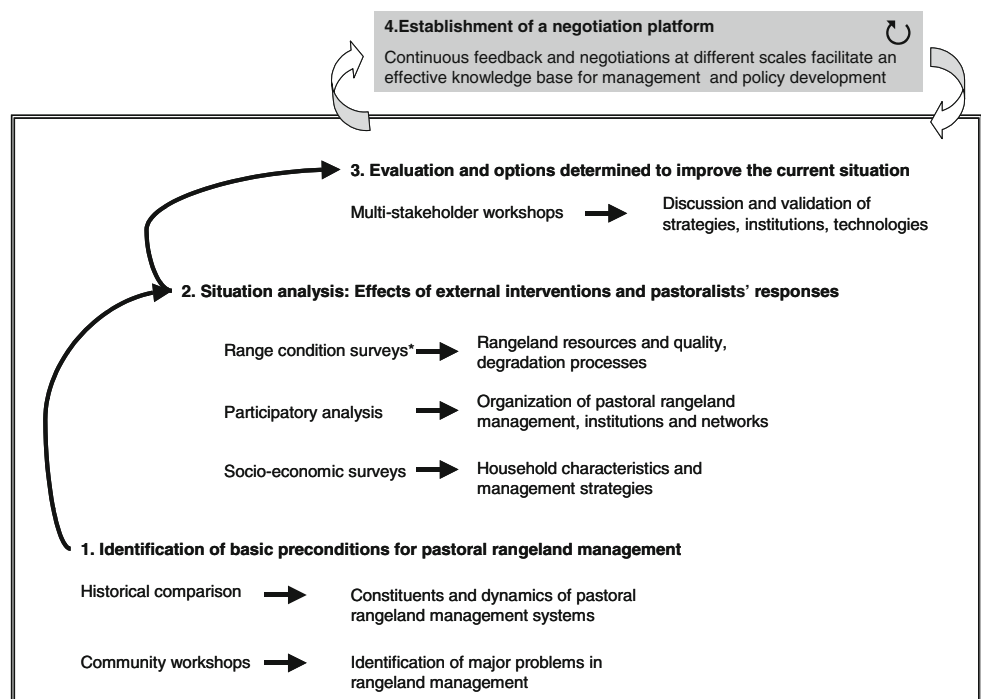 4.Establishment of a negotiation platform
Continuous feedback and negotiations at different scales facilitate an
effective knowledge base for management and policy development
3. Evaluation and options determined to improve the current situation
Multi-stakeholder workshops
Discussion and validation of
strategies, institutions, technologies
2. Situation analysis: Effects of external interventions and pastoralists' responses
Range condition surveys*
Rangeland resources and quality,
degradation processes
Participatory analysis
Organization of pastoral rangeland
management, institutions and networks
Socio-economic surveys
Household characteristics and
management strategies
1. Identification of basic preconditions for pastoral rangeland management
Historical comparison
Constituents and dynamics of pastoral
rangeland management systems
Community workshops
Identification of major problems in
rangeland management